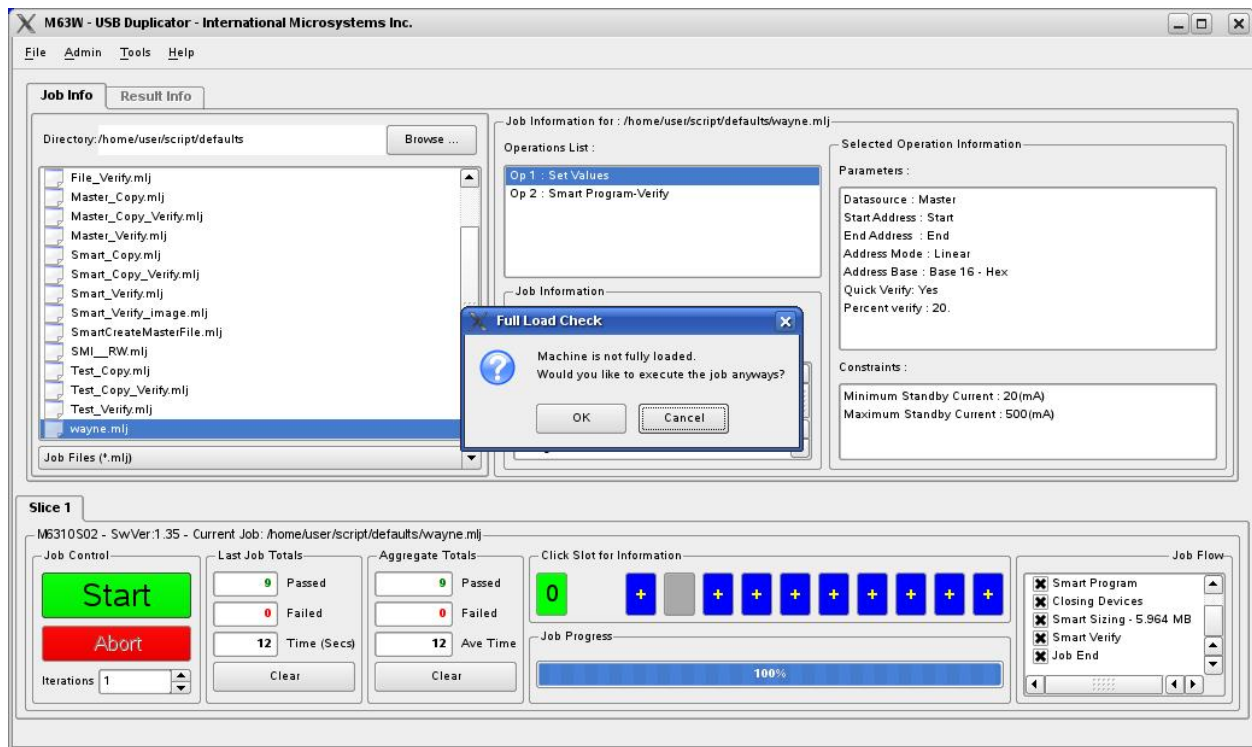 M63W - USB Duplicator - International Microsystems Inc.
File Admin Tools Help
Job Info Result Info
Directory:/home/user/script/defaults Browse ...
File_Verify.mlj
Master_Copy.mlj
Master_Copy_Verify.mlj
Master_Verify.mlj
Smart_Copy.mlj
Smart_Copy_Verify.mlj
Smart_Verify.mlj
Smart_Verify_image.mlj
SmartCreateMasterFile.mlj
SMI__RW.mlj
Test_Copy.mlj
Test_Copy_Verify.mlj
Test_Verify.mlj
wayne.mlj
Job Files (*.mlj)
Job Information for : /home/user/script/defaults/wayne.mlj
Operations List :
Op 1 : Set Values
Op 2 : Smart Program-Verify
Job Information
Selected Operation Information
Parameters :
Datasource : Master
Start Address : Start
End Address : End
Address Mode : Linear
Address Base : Base 16 - Hex
Quick Verify: Yes
Percent verify : 20.
Constraints :
Minimum Standby Current : 20(mA)
Maximum Standby Current : 500(mA)
Full Load Check
Machine is not fully loaded.
Would you like to execute the job anyways?
OK Cancel
Slice 1
M6310S02 - SwVer:1.35 - Current Job: /home/user/script/defaults/wayne.mlj
Job Control
Start
Abort
Iterations 1
Last Job Totals
9 Passed
0 Failed
12 Time (Secs)
Clear
Aggregate Totals
9 Passed
0 Failed
12 Ave Time
Clear
Click Slot for Information
0 + + + + + + + + +
Job Progress
100%
Job Flow
Smart Program
Closing Devices
Smart Sizing - 5.964 MB
Smart Verify
Job End